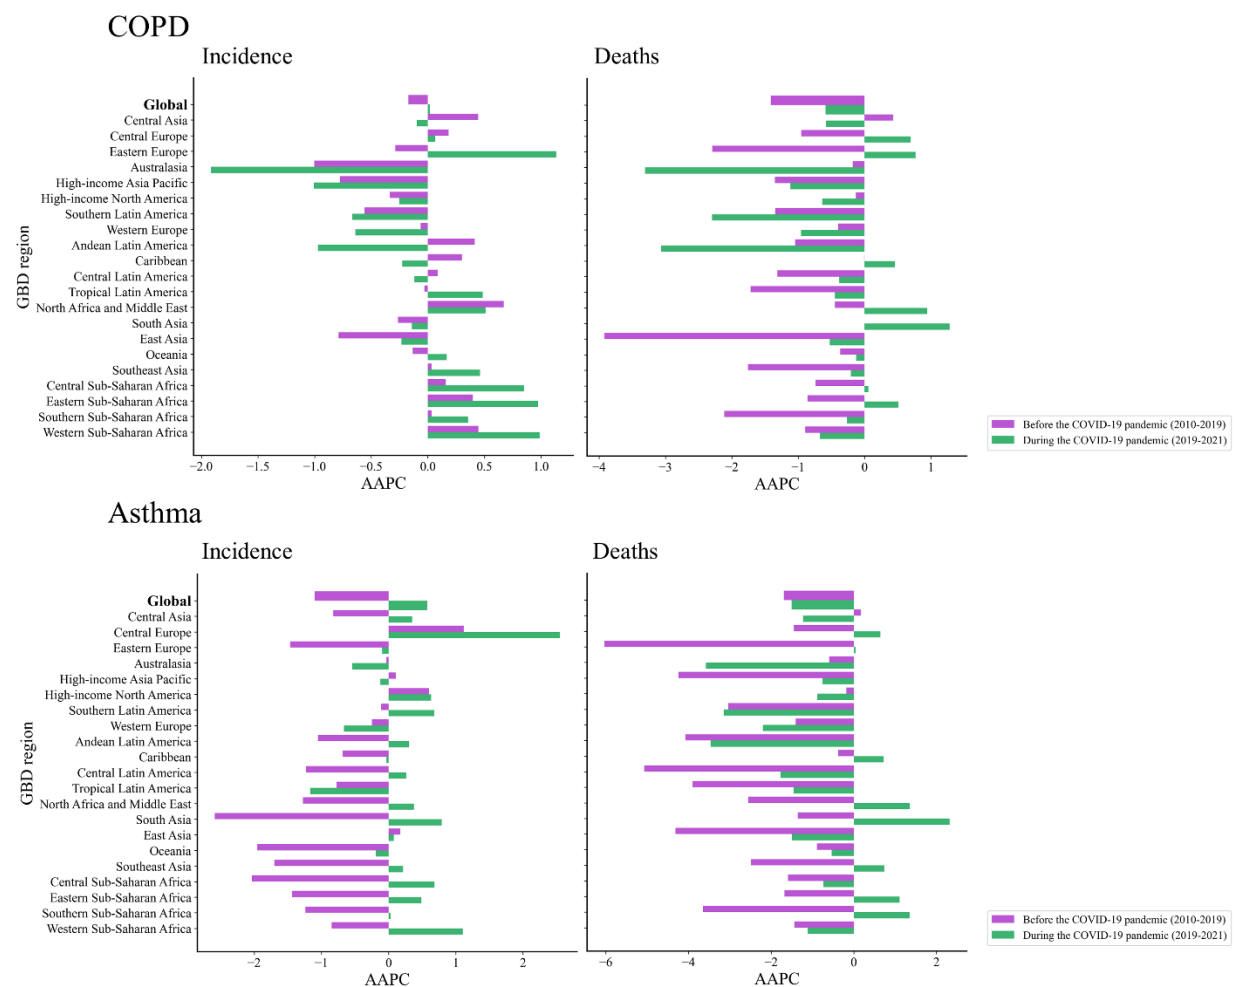 COPD
Incidence
Deaths
Global
Central Asia
Central Europe
Eastern Europe
Australasia
High-income Asia Pacific
High-income North America
Southern Latin America
Western Europe
Andean Latin America
Caribbean
Central Latin America
Tropical Latin America
North Africa and Middle East
South Asia
East Asia
Oceania
Southeast Asia
Central Sub-Saharan Africa
Eastern Sub-Saharan Africa
Southern Sub-Saharan Africa
Western Sub-Saharan Africa
GBD region
−2.0 −1.5 −1.0 −0.5 0.0 0.5 1.0
AAPC
−4 −3 −2 −1 0 1
AAPC
Before the COVID-19 pandemic (2010-2019)
During the COVID-19 pandemic (2019-2021)
Asthma
Incidence
Deaths
Global
Central Asia
Central Europe
Eastern Europe
Australasia
High-income Asia Pacific
High-income North America
Southern Latin America
Western Europe
Andean Latin America
Caribbean
Central Latin America
Tropical Latin America
North Africa and Middle East
South Asia
East Asia
Oceania
Southeast Asia
Central Sub-Saharan Africa
Eastern Sub-Saharan Africa
Southern Sub-Saharan Africa
Western Sub-Saharan Africa
GBD region
−2 −1 0 1 2
AAPC
−6 −4 −2 0 2
AAPC
Before the COVID-19 pandemic (2010-2019)
During the COVID-19 pandemic (2019-2021)